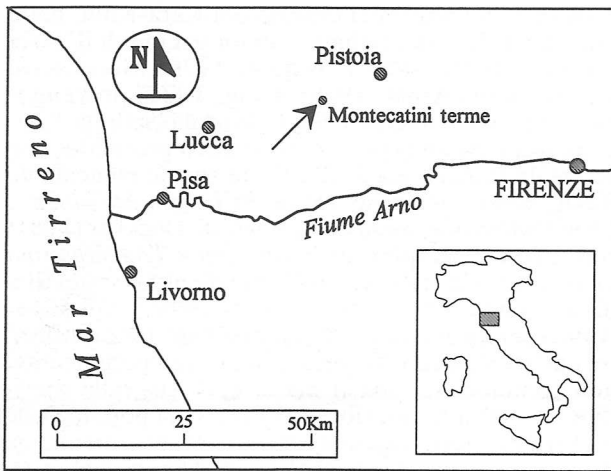 N
Pistoia
Montecatini terme
Lucca
Pisa
FIRENZE
Fiume Arno
Mar Tirreno
Livorno
0 25 50Km